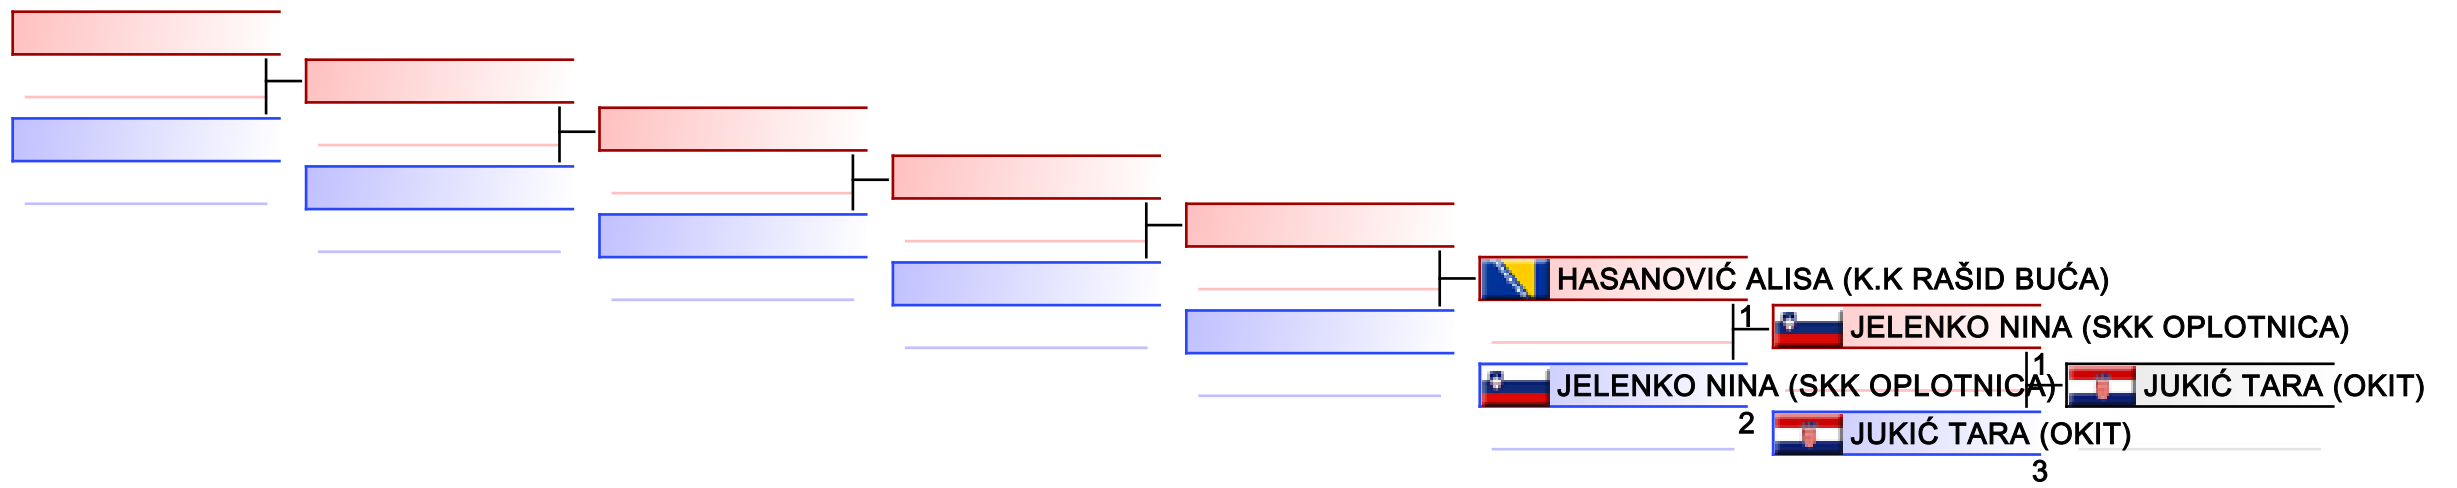 HASANOVIĆ ALISA (K.K RAŠID BUĆA)
1
JELENKO NINA (SKK OPLOTNICA)
JELENKO NINA (SKK OPLOTNICA)
1
JUKIĆ TARA (OKIT)
2
JUKIĆ TARA (OKIT)
3